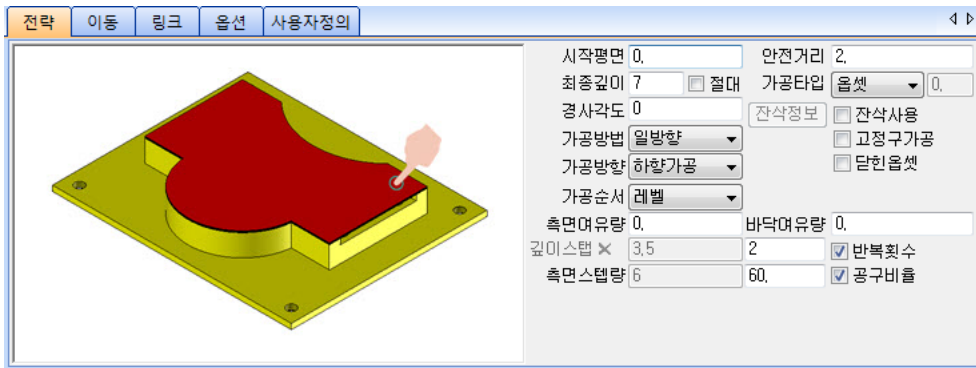 전략 이동 링크 옵션 사용자정의
시작평면 0, 안전거리 2,
최종깊이 7 절대 가공타입 옵셋 0,
경사각도 0 잔삭정보 잔삭사용
가공방법 일방향 고정구가공
가공방향 하향가공 닫힌옵셋
가공순서 레벨
측면여유량 0, 바닥여유량 0,
깊이스탭 × 3,5 2 반복횟수
측면스텝량 6 60, 공구비율